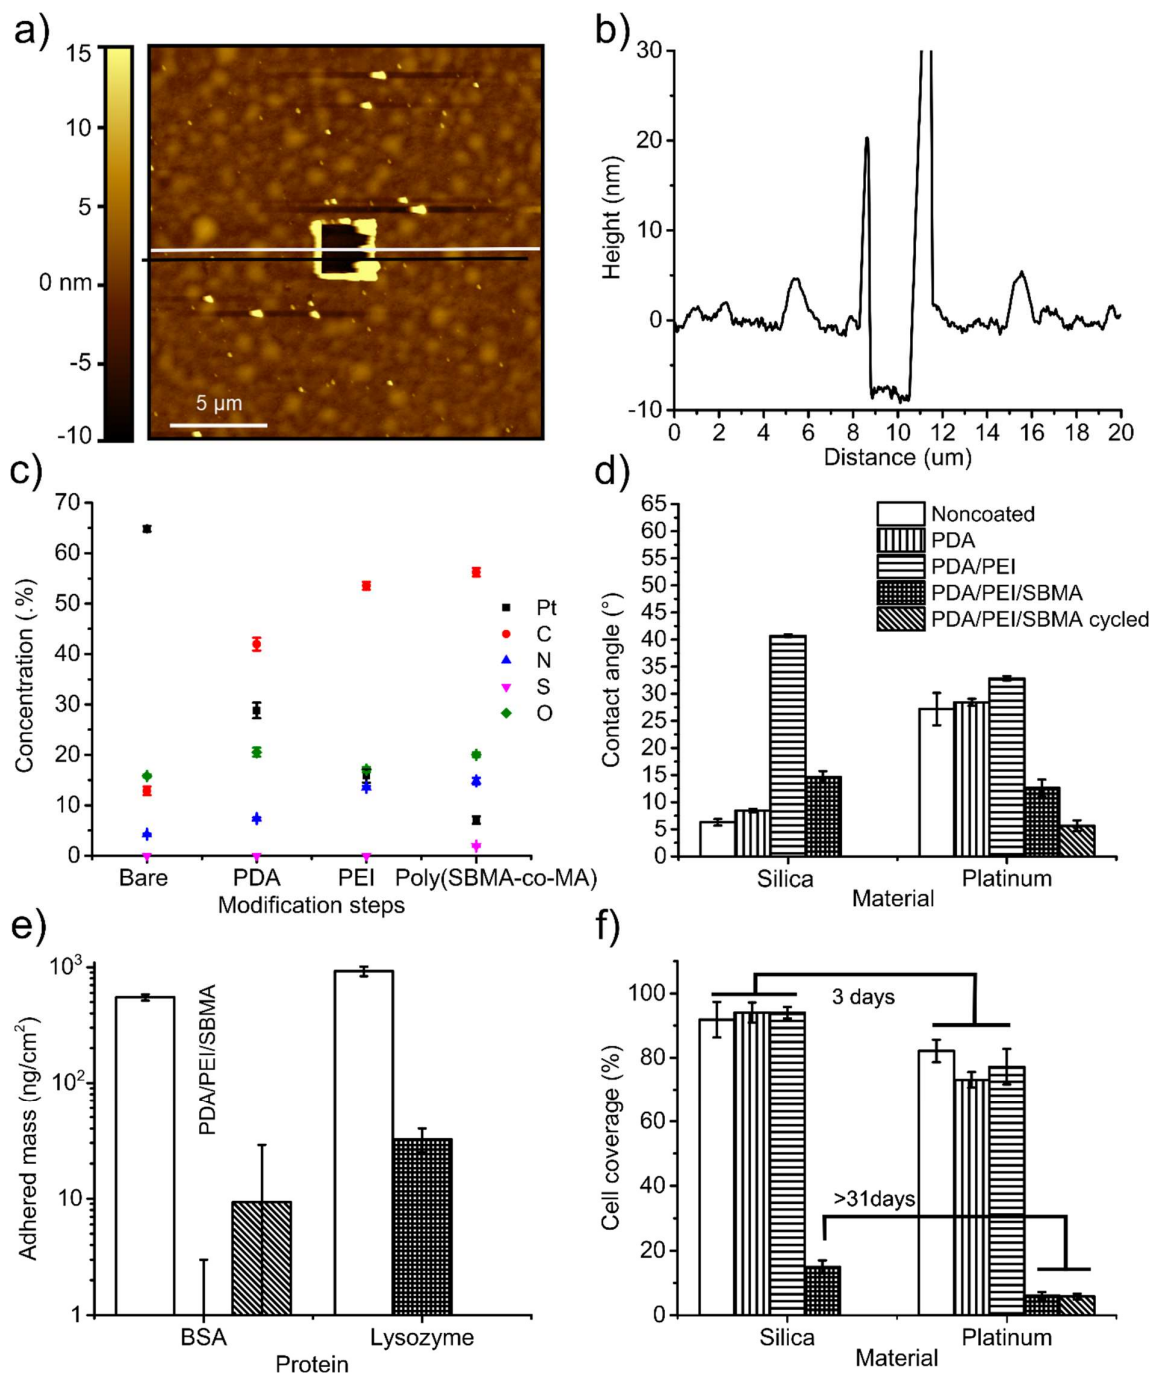 a)
15
10
5
0 nm
-5
-10
5 µm
b)
30
20
10
0
-10
Height (nm)
0 2 4 6 8 10 12 14 16 18 20
Distance (um)
c)
70
60
50
40
30
20
10
0
Concentration (.%)
Pt
C
N
S
O
Bare PDA PEI Poly(SBMA-co-MA)
Modification steps
d)
65
60
55
50
45
40
35
30
25
15
10
5
0
Contact angle (°)
Noncoated
PDA
PDA/PEI
PDA/PEI/SBMA
PDA/PEI/SBMA cycled
Silica Platinum
Material
e)
10³
10²
10
1
Adhered mass (ng/cm²)
PDA/PEI/SBMA
BSA Lysozyme
Protein
f)
100
80
60
40
20
0
Cell coverage (%)
3 days
>31days
Silica Platinum
Material